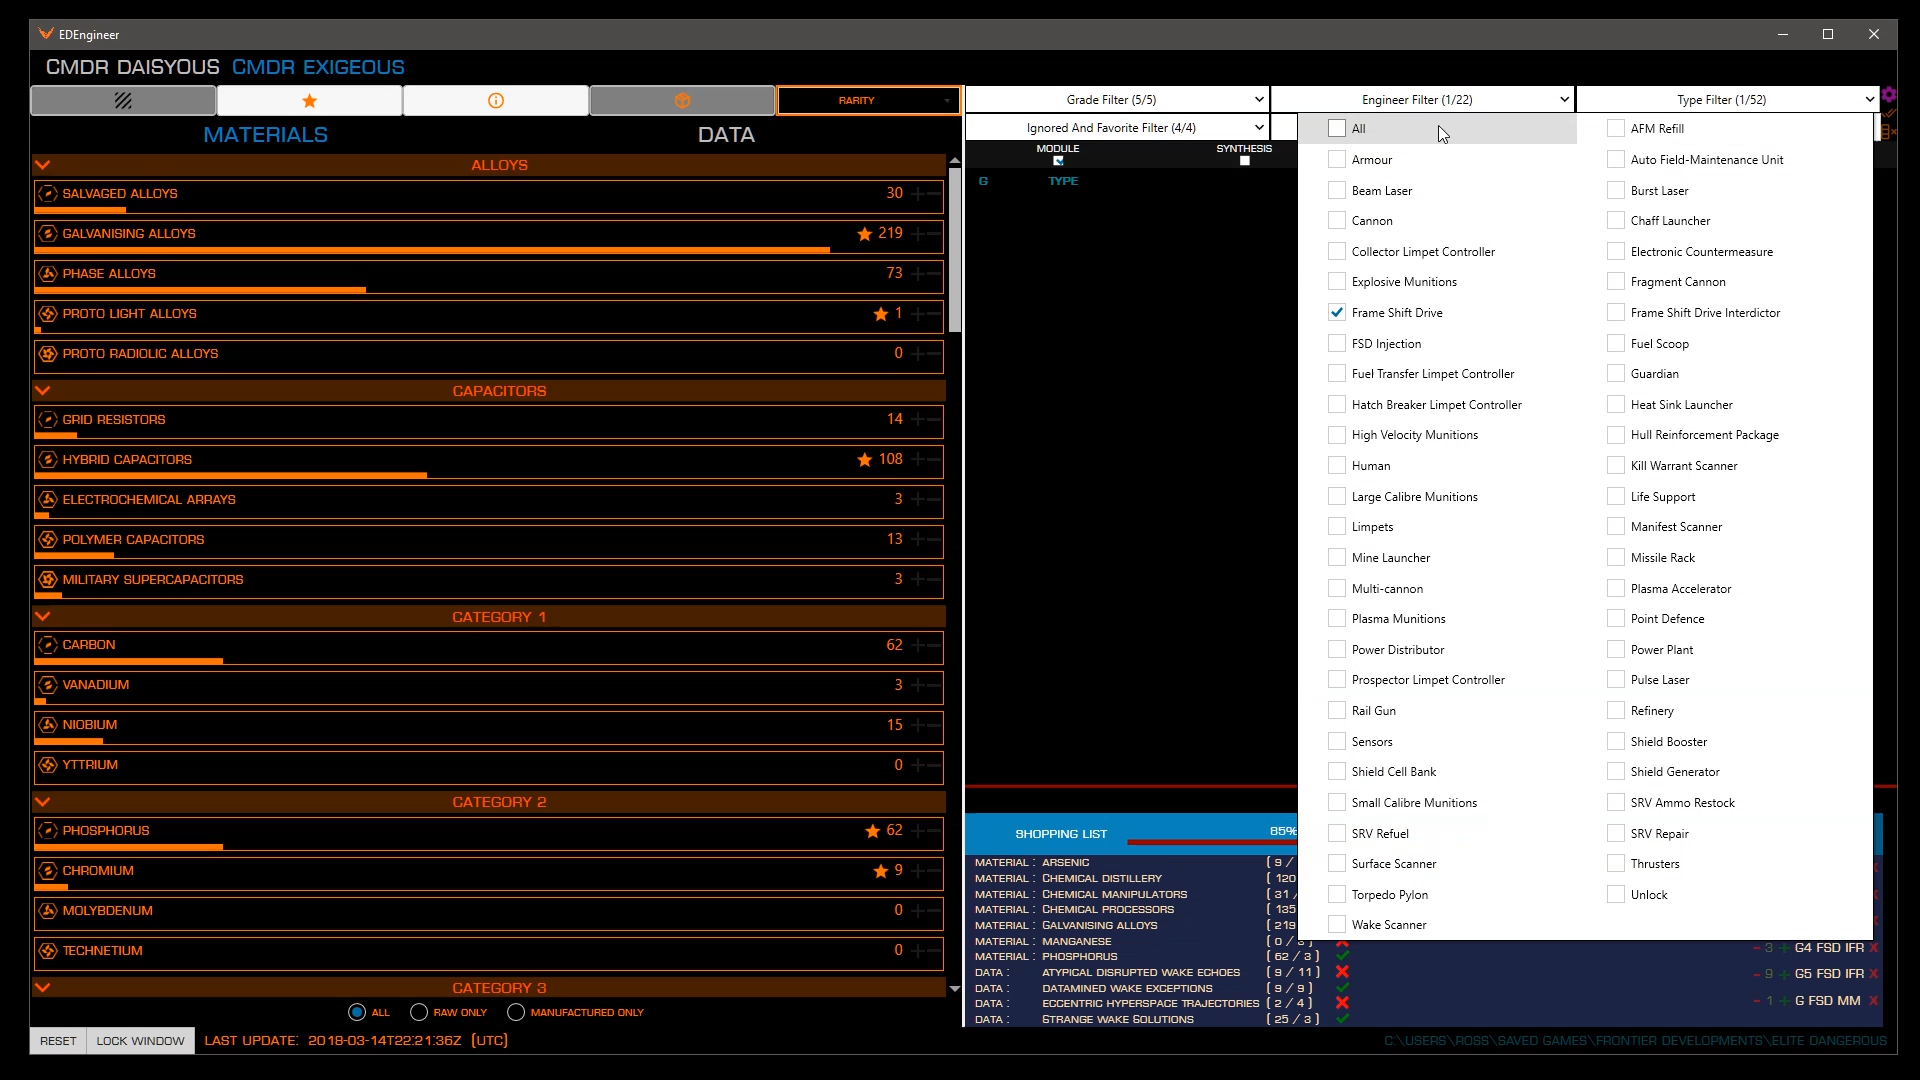 EDEngineer
CMDR DAISYOUS CMDR EXIGEOUS
RARITY
MATERIALS DATA
ALLOYS
SALVAGED ALLOYS 30
GALVANISING ALLOYS 219
PHASE ALLOYS 73
PROTO LIGHT ALLOYS 1
PROTO RADIOLIC ALLOYS 0
CAPACITORS
GRID RESISTORS 14
HYBRID CAPACITORS 108
ELECTROCHEMICAL ARRAYS 3
POLYMER CAPACITORS 13
MILITARY SUPERCAPACITORS 3
CATEGORY 1
CARBON 62
VANADIUM 3
NIOBIUM 15
YTTRIUM 0
CATEGORY 2
PHOSPHORUS 62
CHROMIUM 9
MOLYBDENUM 0
TECHNETIUM 0
CATEGORY 3
ALL RAW ONLY MANUFACTURED ONLY
RESET LOCK WINDOW LAST UPDATE: 2018-03-14T22:21:36Z (UTC)
Grade Filter (5/5) Engineer Filter (1/22) Type Filter (1/52)
Ignored And Favorite Filter (4/4)
MODULE SYNTHESIS
G TYPE
All AFM Refill
Armour Auto Field-Maintenance Unit
Beam Laser Burst Laser
Cannon Chaff Launcher
Collector Limpet Controller Electronic Countermeasure
Explosive Munitions Fragment Cannon
Frame Shift Drive Frame Shift Drive Interdictor
FSD Injection Fuel Scoop
Fuel Transfer Limpet Controller Guardian
Hatch Breaker Limpet Controller Heat Sink Launcher
High Velocity Munitions Hull Reinforcement Package
Human Kill Warrant Scanner
Large Calibre Munitions Life Support
Limpets Manifest Scanner
Mine Launcher Missile Rack
Multi-cannon Plasma Accelerator
Plasma Munitions Point Defence
Power Distributor Power Plant
Prospector Limpet Controller Pulse Laser
Rail Gun Refinery
Sensors Shield Booster
Shield Cell Bank Shield Generator
Small Calibre Munitions SRV Ammo Restock
SRV Refuel SRV Repair
Surface Scanner Thrusters
Torpedo Pylon Unlock
Wake Scanner
SHOPPING LIST 85%
MATERIAL : ARSENIC ( 9 /
MATERIAL : CHEMICAL DISTILLERY ( 120
MATERIAL : CHEMICAL MANIPULATORS ( 31 /
MATERIAL : CHEMICAL PROCESSORS ( 135
MATERIAL : GALVANISING ALLOYS ( 219
MATERIAL : MANGANESE ( 0 / 3 )
MATERIAL : PHOSPHORUS ( 62 / 3 )
DATA : ATYPICAL DISRUPTED WAKE ECHOES ( 9 / 11 )
DATA : DATAMINED WAKE EXCEPTIONS ( 9 / 9 )
DATA : ECCENTRIC HYPERSPACE TRAJECTORIES ( 2 / 4 )
DATA : STRANGE WAKE SOLUTIONS ( 25 / 3 )
- 3 + G4 FSD IFR X
- 9 + G5 FSD IFR X
- 1 + G FSD MM X
C:\USERS\ROSS\SAVED GAMES\FRONTIER DEVELOPMENTS\ELITE DANGEROUS